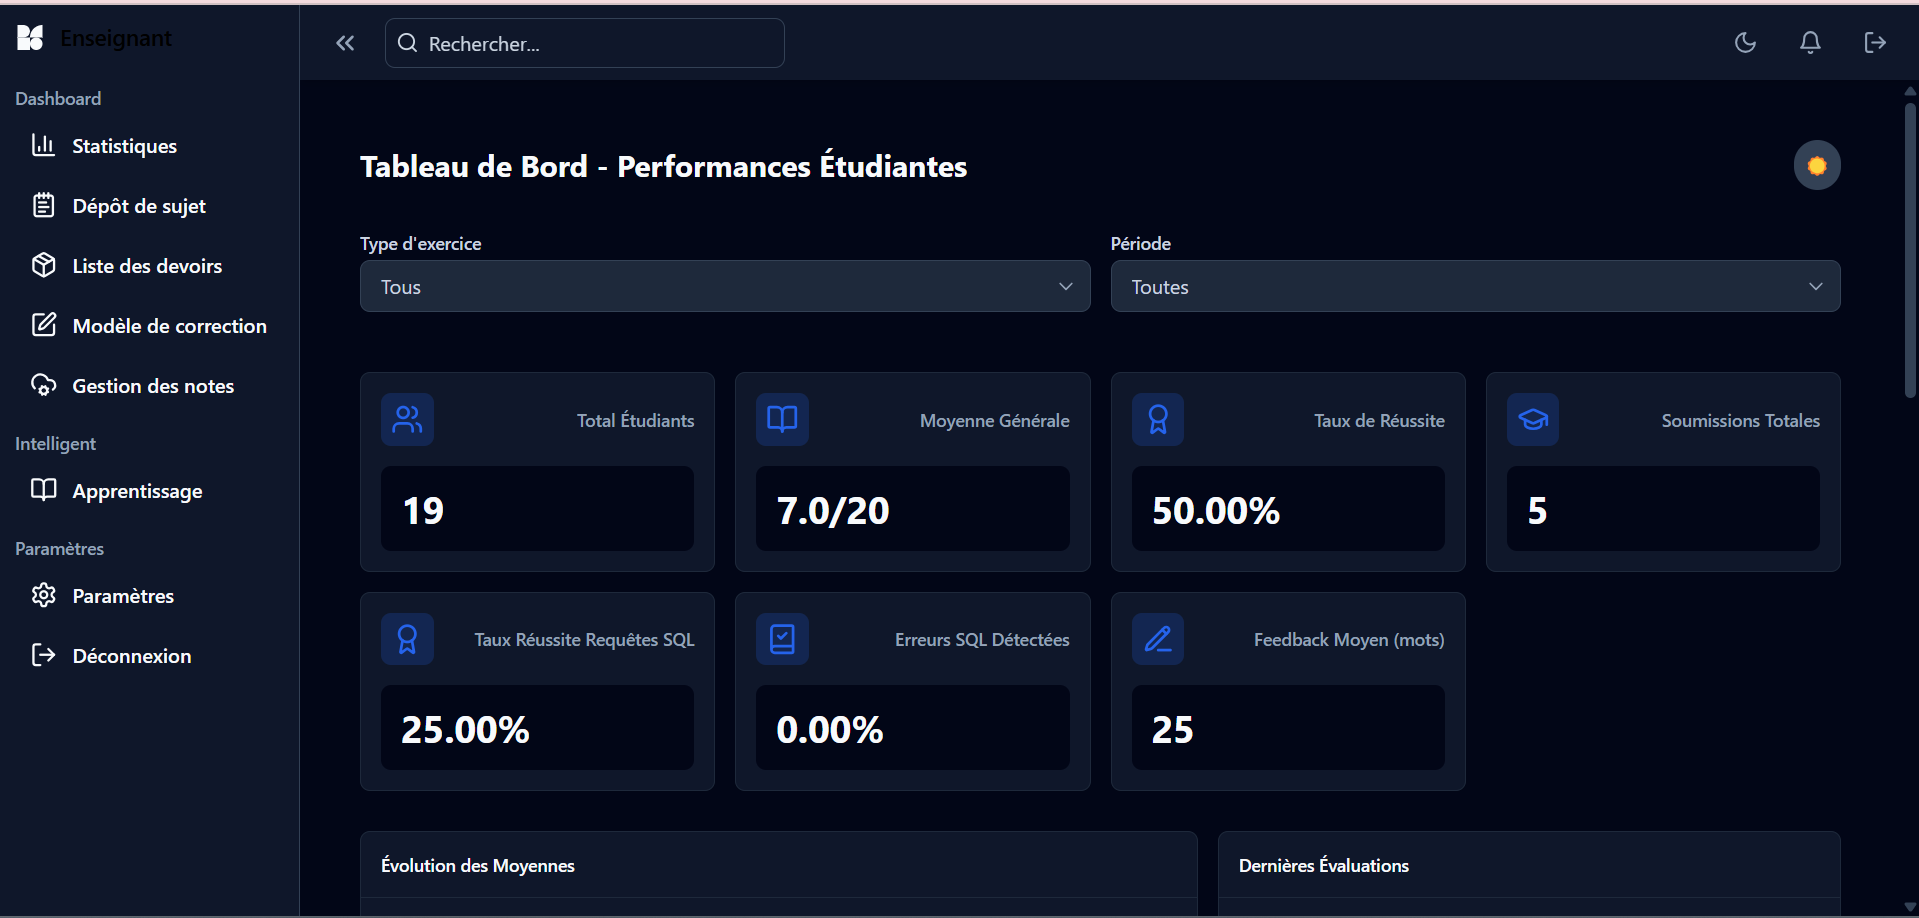 Enseignant
Dashboard
Statistiques
Dépôt de sujet
Liste des devoirs
Modèle de correction
Gestion des notes
Intelligent
Apprentissage
Paramètres
Paramètres
Déconnexion
Rechercher...
Tableau de Bord - Performances Étudiantes
Type d'exercice
Tous
Période
Toutes
Total Étudiants
19
Moyenne Générale
7.0/20
Taux de Réussite
50.00%
Soumissions Totales
5
Taux Réussite Requêtes SQL
25.00%
Erreurs SQL Détectées
0.00%
Feedback Moyen (mots)
25
Évolution des Moyennes
Dernières Évaluations